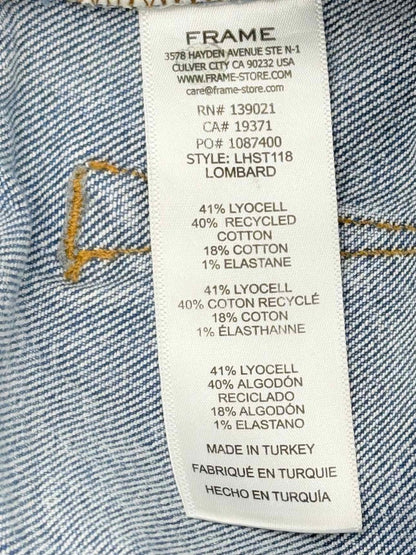 FRAME
3578 HAYDEN AVENUE STE N-1
CULVER CITY CA 90232 USA
WWW.FRAME-STORE.COM
care@frame-store.com
RN# 139021
CA# 19371
PO# 1087400
STYLE: LHST118
LOMBARD
41% LYOCELL
40% RECYCLED
COTTON
18% COTTON
1% ELASTANE
41% LYOCELL
40% COTON RECYCLÉ
18% COTON
1% ÉLASTHANNE
41% LYOCELL
40% ALGODÓN
RECICLADO
18% ALGODÓN
1% ELASTANO
MADE IN TURKEY
FABRIQUÉ EN TURQUIE
HECHO EN TURQUÍA